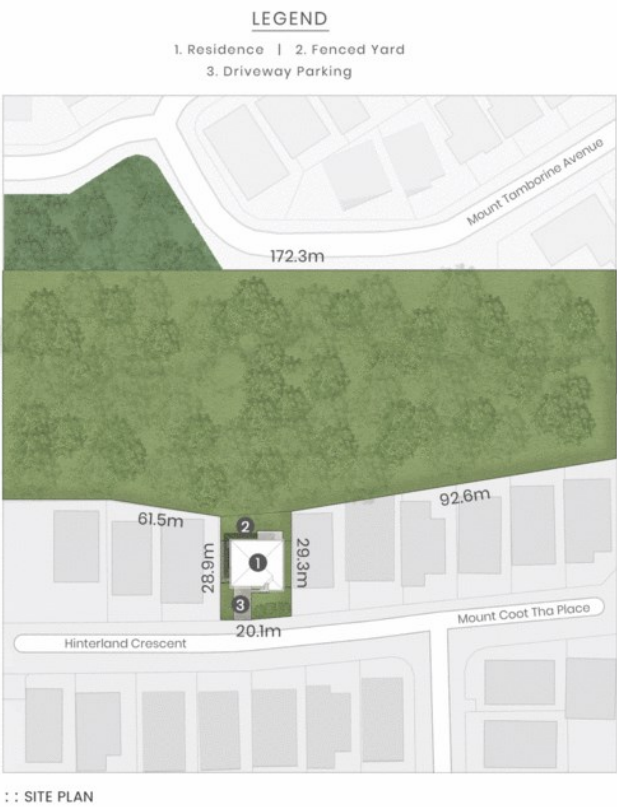 LEGEND
1. Residence | 2. Fenced Yard
3. Driveway Parking
Mount Tamborine Avenue
172.3m
92.6m
61.5m
2
28.9m
1
29.3m
3
20.1m
Mount Coot Tha Place
Hinterland Crescent
:: SITE PLAN